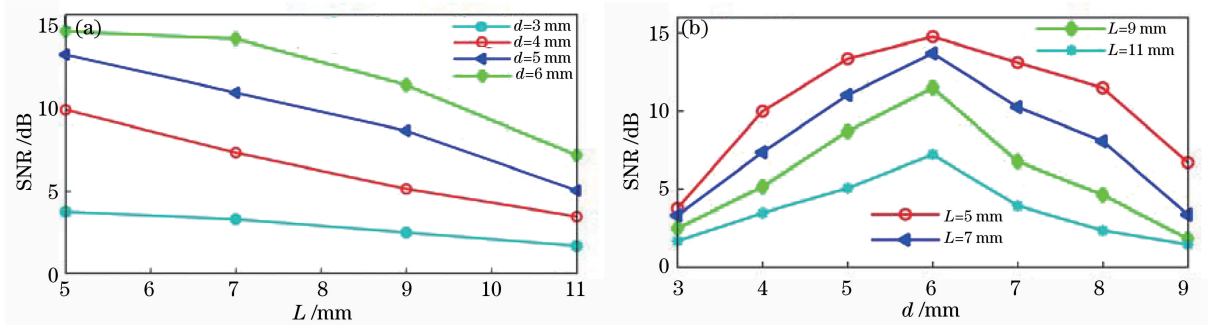 (a)
d=3 mm
d=4 mm
d=5 mm
d=6 mm
15
10
5
0
SNR /dB
5 6 7 8 9 10 11
L /mm
(b)
L=9 mm
L=11 mm
15
10
5
0
SNR /dB
L=5 mm
L=7 mm
3 4 5 6 7 8 9
d /mm